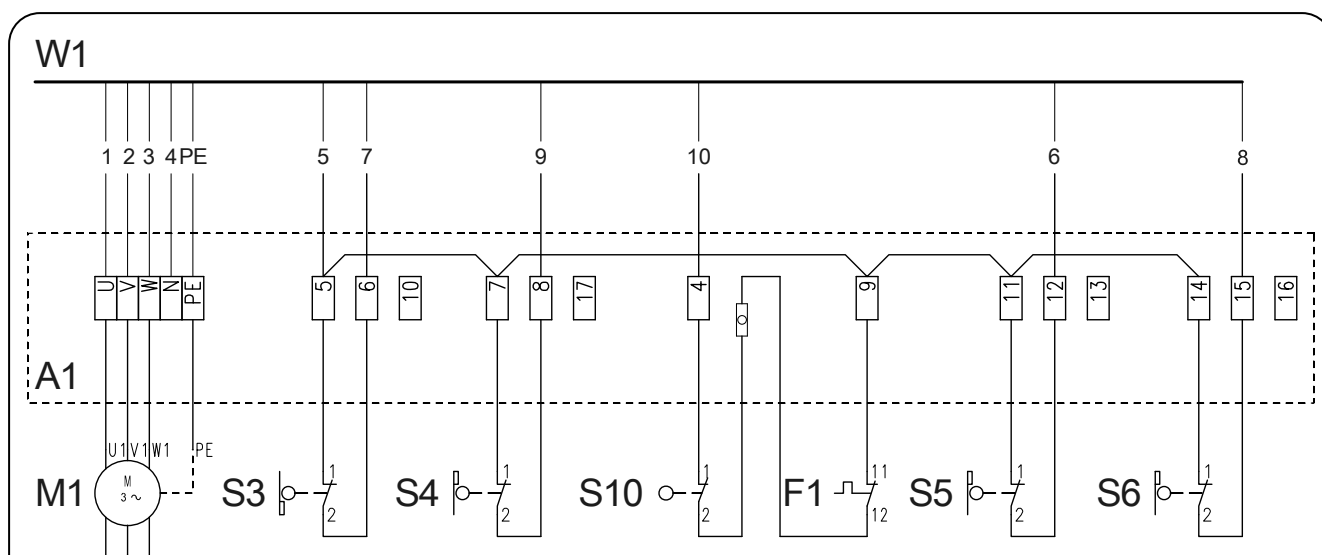 W1
1 2 3 4 PE 5 7 9 10 6 8
U V W N PE 5 6 10 7 8 17 4 9 11 12 13 14 15 16
A1
U1 V1 W1 PE
M1 M 3 ~ S3 1 2 S4 1 2 S10 1 2 F1 11 12 S5 1 2 S6 1 2